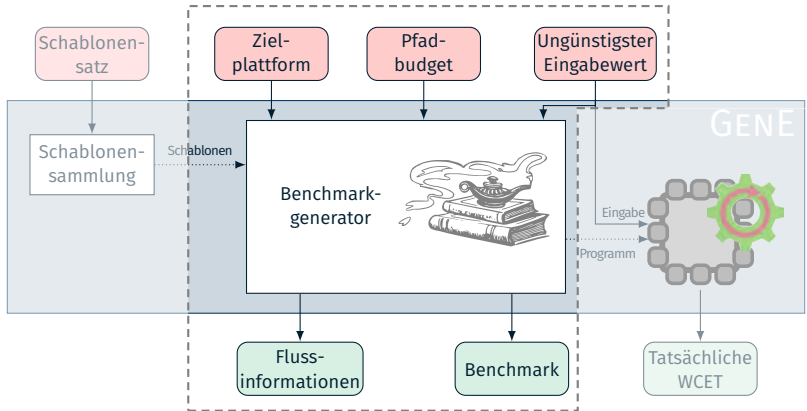 Schablonen-
satz
Ziel-
plattform
Pfad-
budget
Ungünstigster
Eingabewert
GENE
Schablonen-
sammlung
Schablonen
Benchmark-
generator
Eingabe
Programm
Fluss-
informationen
Benchmark
Tatsächliche
WCET